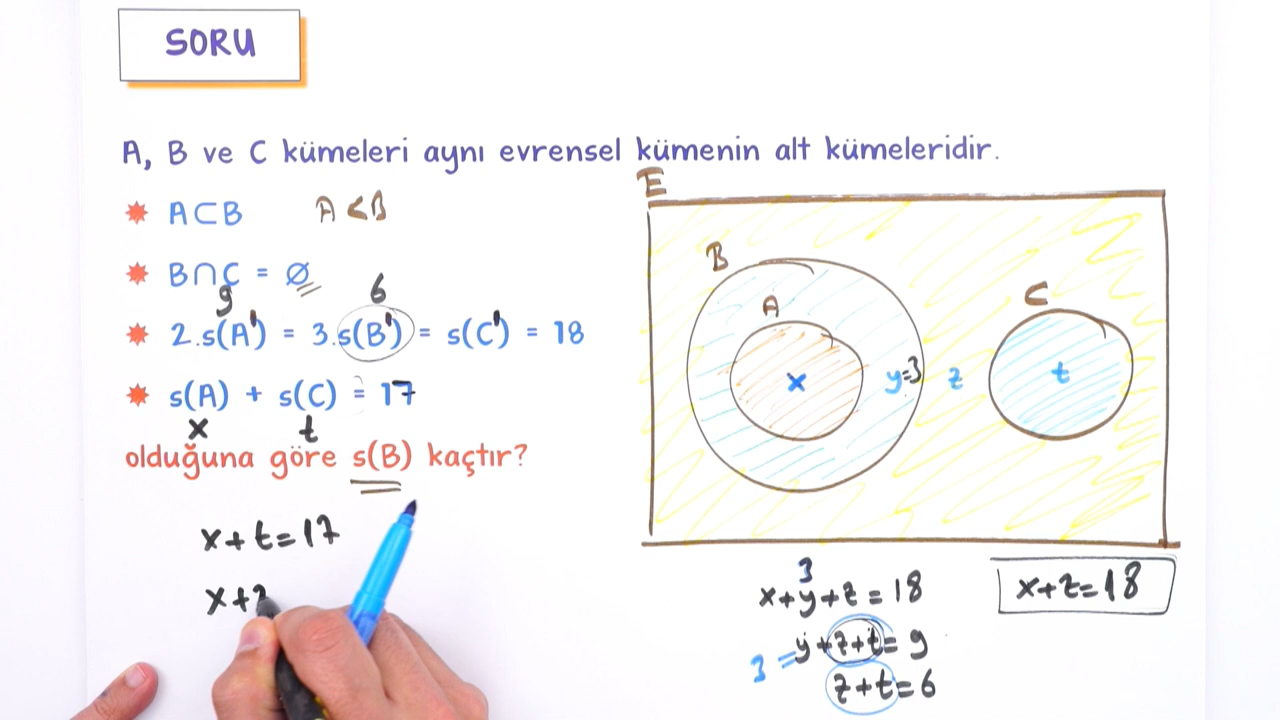 SORU
A, B ve C kümeleri aynı evrensel kümenin alt kümeleridir.
A⊂B A<B
B∩C = ∅
9 6
2.s(A') = 3.s(B') = s(C') = 18
s(A) + s(C) = 17
x t
olduğuna göre s(B) kaçtır?
x+t=17
x+z
E
B
A
C
x y=3 z t
3
x+y+z=18
3=y+z+t=9
z+t=6
x+z=18